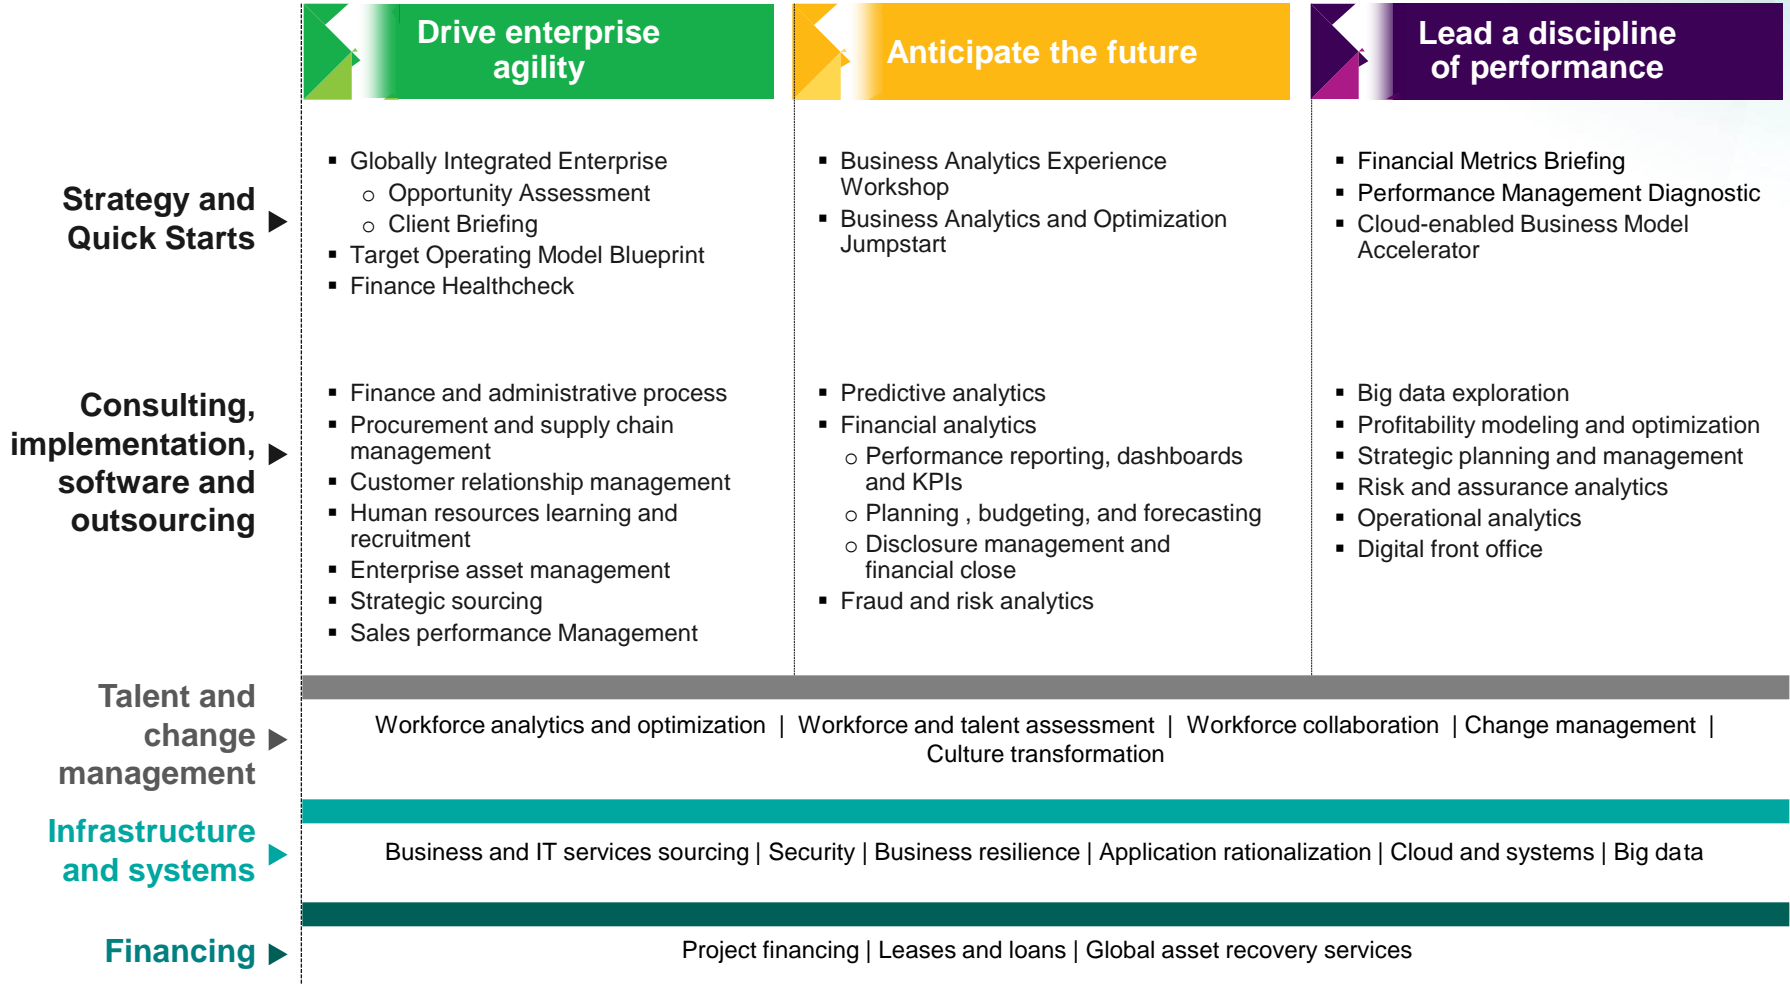 Drive enterprise
agility
Anticipate the future
Lead a discipline
of performance
Strategy and
Quick Starts
▪ Globally Integrated Enterprise
o Opportunity Assessment
o Client Briefing
▪ Target Operating Model Blueprint
▪ Finance Healthcheck
▪ Business Analytics Experience
Workshop
▪ Business Analytics and Optimization
Jumpstart
▪ Financial Metrics Briefing
▪ Performance Management Diagnostic
▪ Cloud-enabled Business Model
Accelerator
Consulting,
implementation,
software and
outsourcing
▪ Finance and administrative process
▪ Procurement and supply chain
management
▪ Customer relationship management
▪ Human resources learning and
recruitment
▪ Enterprise asset management
▪ Strategic sourcing
▪ Sales performance Management
▪ Predictive analytics
▪ Financial analytics
o Performance reporting, dashboards
and KPIs
o Planning , budgeting, and forecasting
o Disclosure management and
financial close
▪ Fraud and risk analytics
▪ Big data exploration
▪ Profitability modeling and optimization
▪ Strategic planning and management
▪ Risk and assurance analytics
▪ Operational analytics
▪ Digital front office
Talent and
change
management
Workforce analytics and optimization | Workforce and talent assessment | Workforce collaboration | Change management |
Culture transformation
Infrastructure
and systems
Business and IT services sourcing | Security | Business resilience | Application rationalization | Cloud and systems | Big data
Financing
Project financing | Leases and loans | Global asset recovery services